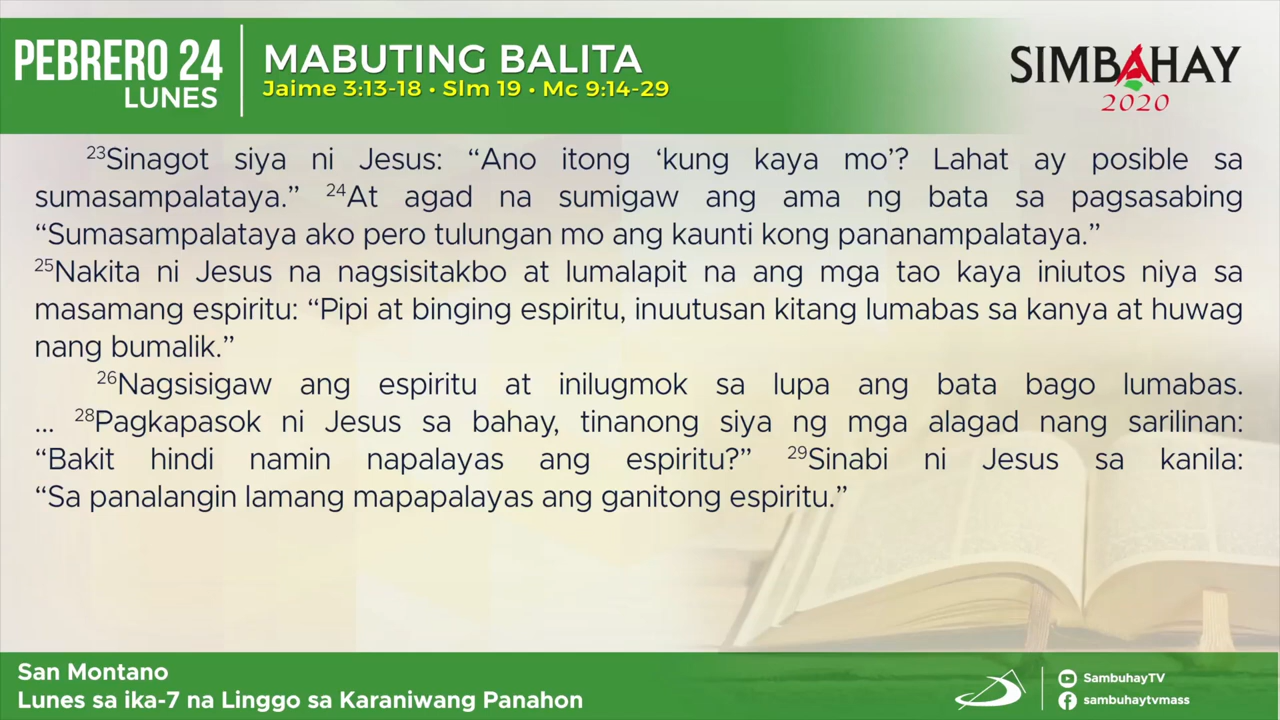 PEBRERO 24
LUNES
MABUTING BALITA
Jaime 3:13-18 • Slm 19 • Mc 9:14-29
SIMBAHAY
2020
²³Sinagot siya ni Jesus: “Ano itong ‘kung kaya mo’? Lahat ay posible sa
sumasampalataya.” ²⁴At agad na sumigaw ang ama ng bata sa pagsasabing
“Sumasampalataya ako pero tulungan mo ang kaunti kong pananampalataya.”
²⁵Nakita ni Jesus na nagsisitakbo at lumalapit na ang mga tao kaya iniutos niya sa
masamang espiritu: “Pipi at binging espiritu, inuutusan kitang lumabas sa kanya at huwag
nang bumalik.”
²⁶Nagsisigaw ang espiritu at inilugmok sa lupa ang bata bago lumabas.
... ²⁸Pagkapasok ni Jesus sa bahay, tinanong siya ng mga alagad nang sarilinan:
“Bakit hindi namin napalayas ang espiritu?” ²⁹Sinabi ni Jesus sa kanila:
“Sa panalangin lamang mapapalayas ang ganitong espiritu.”
San Montano
Lunes sa ika-7 na Linggo sa Karaniwang Panahon
SambuhayTV
sambuhaytvmass